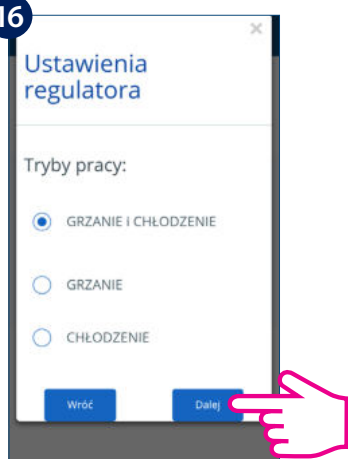 16
×
Ustawienia
regulatora
Tryby pracy:
GRZANIE I CHŁODZENIE
GRZANIE
CHŁODZENIE
Wróć Dalej